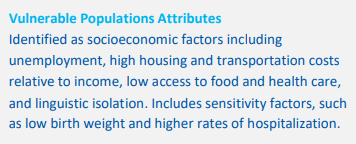 Vulnerable Populations Attributes
Identified as socioeconomic factors including
unemployment, high housing and transportation costs
relative to income, low access to food and health care,
and linguistic isolation. Includes sensitivity factors, such
as low birth weight and higher rates of hospitalization.